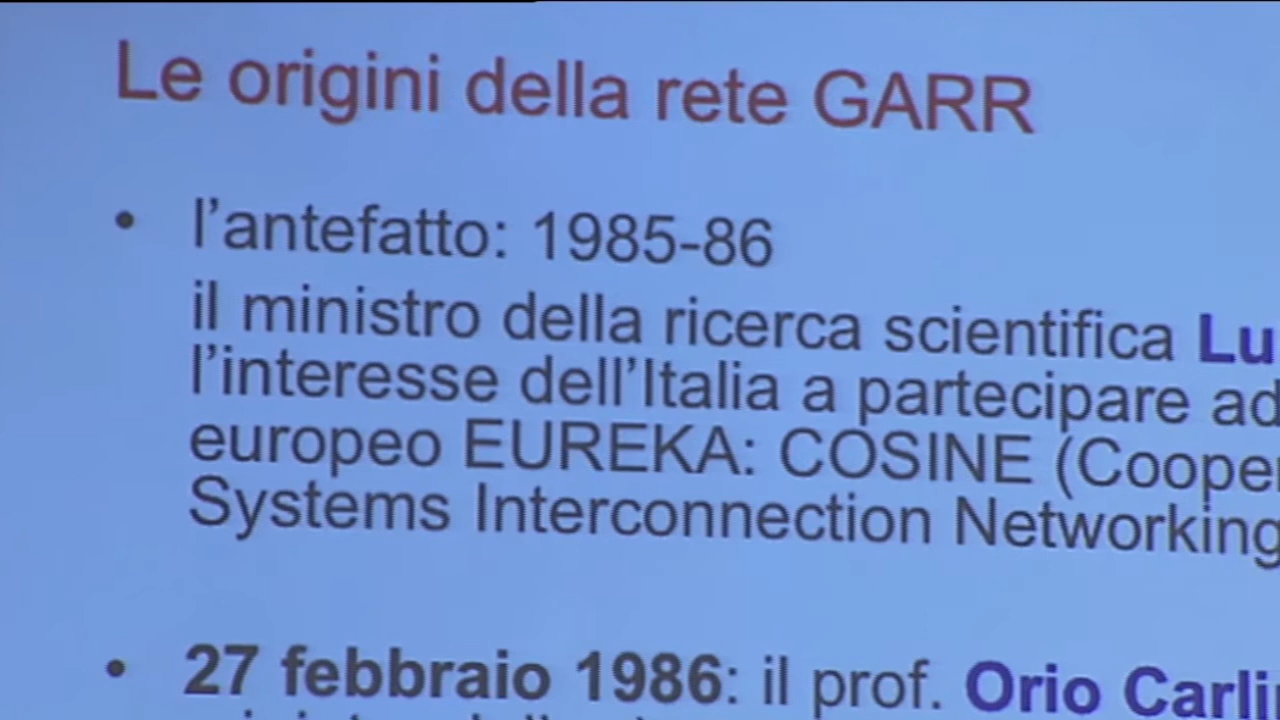 Le origini della rete GARR
• l'antefatto: 1985-86
il ministro della ricerca scientifica Lu
l'interesse dell'Italia a partecipare ad
europeo EUREKA: COSINE (Cooper
Systems Interconnection Networking
• 27 febbraio 1986: il prof. Orio Carli